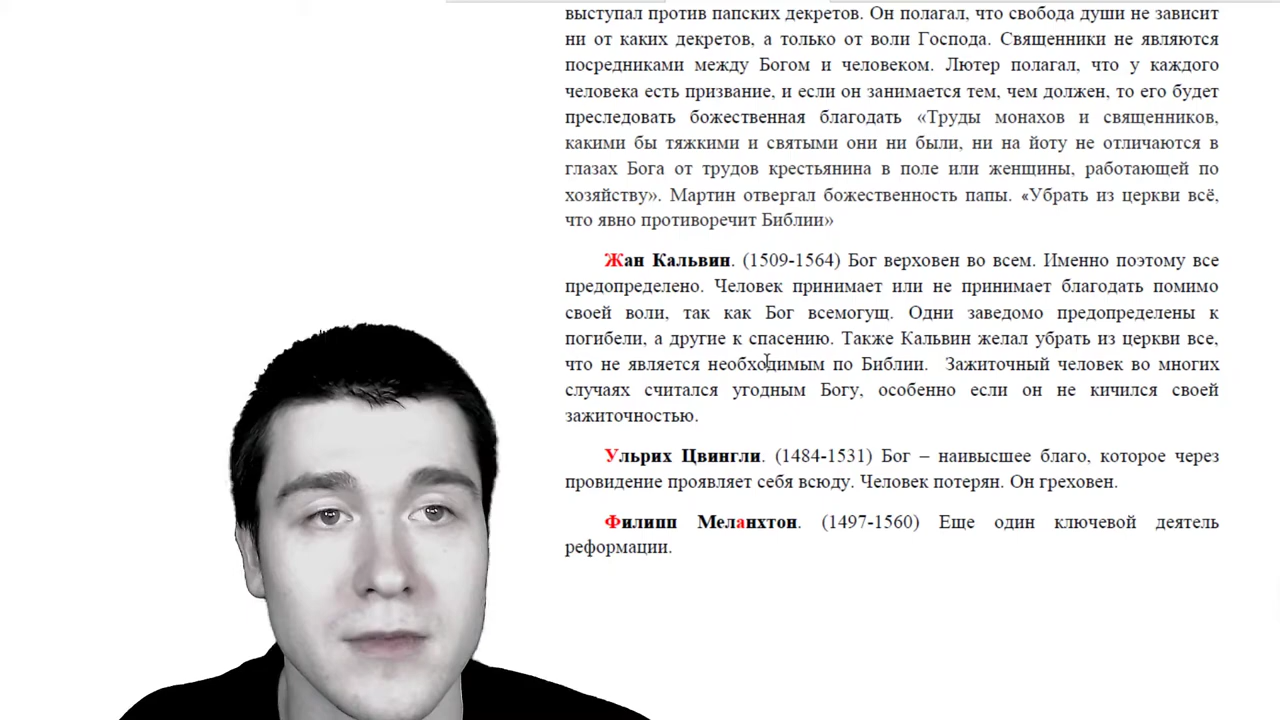 выступал против папских декретов. Он полагал, что свобода души не зависит
ни от каких декретов, а только от воли Господа. Священники не являются
посредниками между Богом и человеком. Лютер полагал, что у каждого
человека есть призвание, и если он занимается тем, чем должен, то его будет
преследовать божественная благодать «Труды монахов и священников,
какими бы тяжкими и святыми они ни были, ни на йоту не отличаются в
глазах Бога от трудов крестьянина в поле или женщины, работающей по
хозяйству». Мартин отвергал божественность папы. «Убрать из церкви всё,
что явно противоречит Библии»
Жан Кальвин. (1509-1564) Бог верховен во всем. Именно поэтому все
предопределено. Человек принимает или не принимает благодать помимо
своей воли, так как Бог всемогущ. Одни заведомо предопределены к
погибели, а другие к спасению. Также Кальвин желал убрать из церкви все,
что не является необходимым по Библии. Зажиточный человек во многих
случаях считался угодным Богу, особенно если он не кичился своей
зажиточностью.
Ульрих Цвингли. (1484-1531) Бог – наивысшее благо, которое через
провидение проявляет себя всюду. Человек потерян. Он греховен.
Филипп Меланхтон. (1497-1560) Еще один ключевой деятель
реформации.